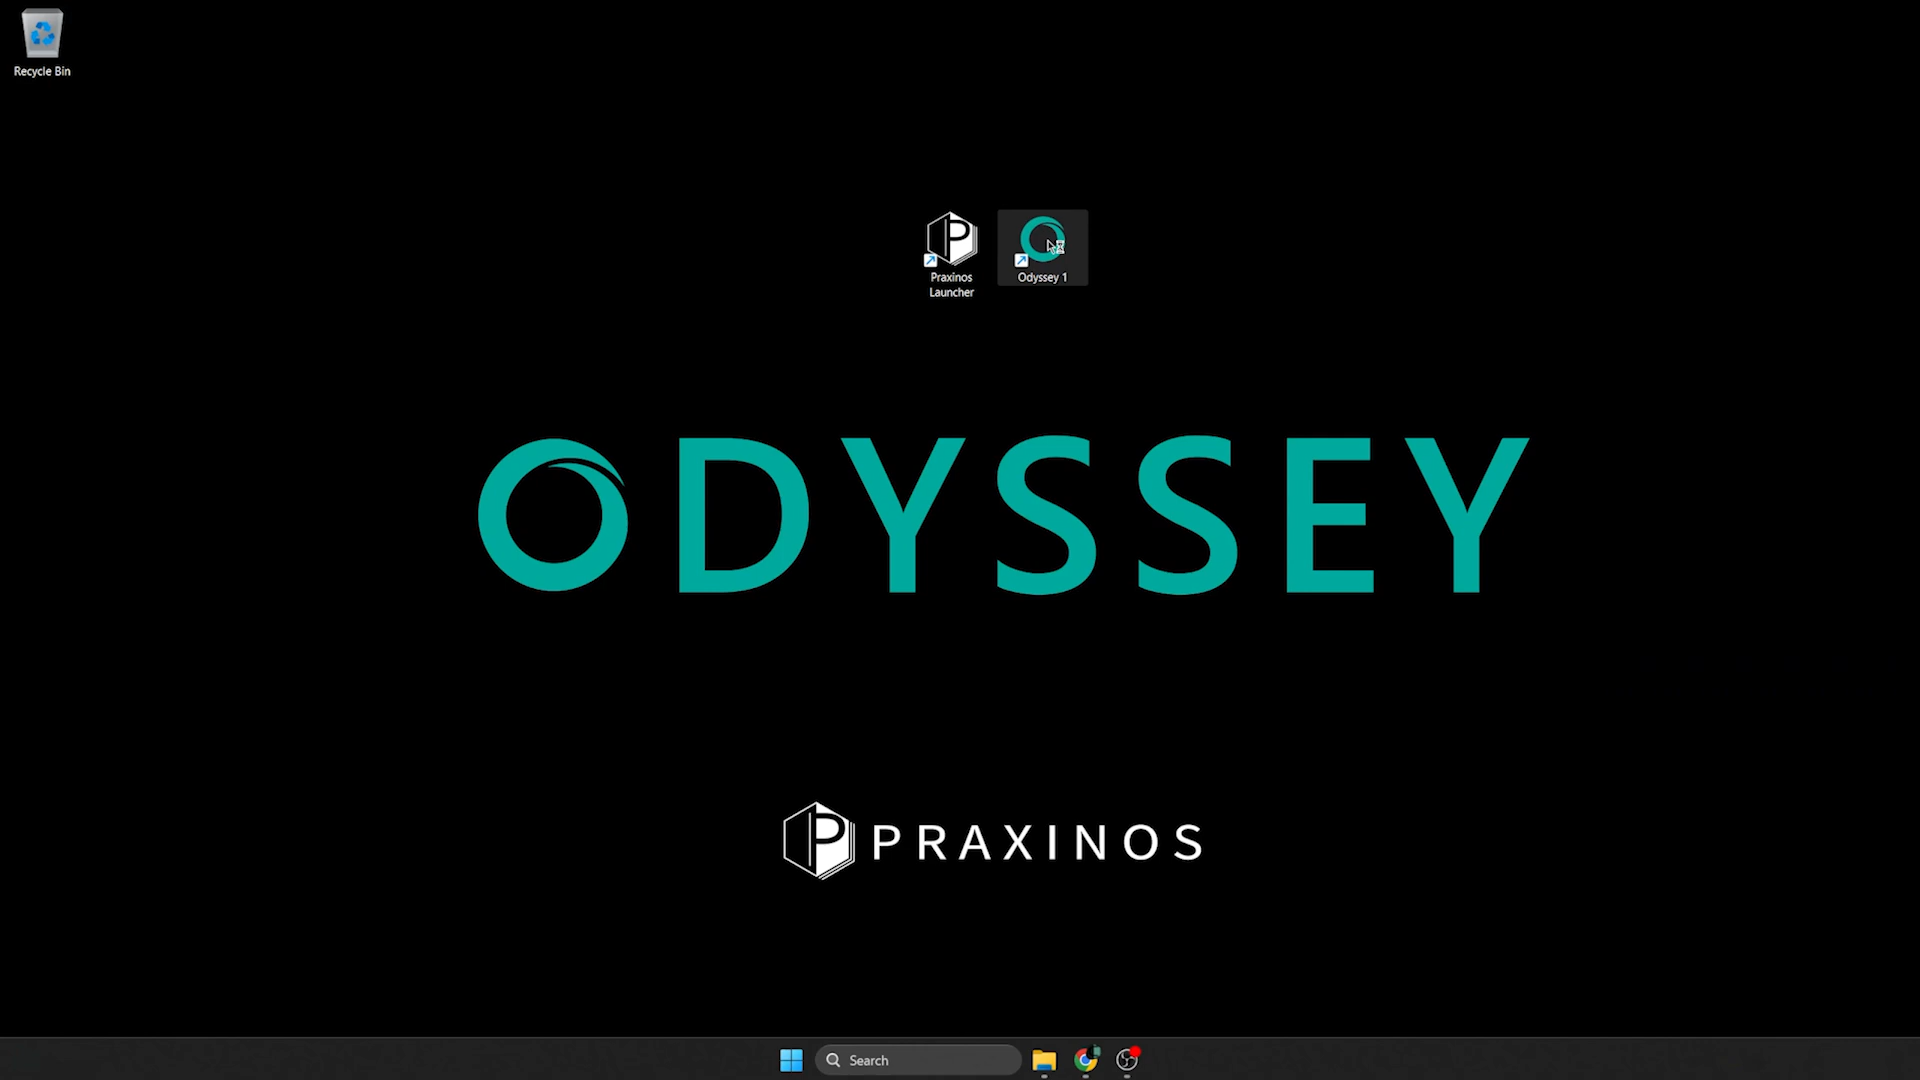 Recycle Bin
Praxinos
Launcher
Odyssey 1
ODYSSEY
PRAXINOS
Search